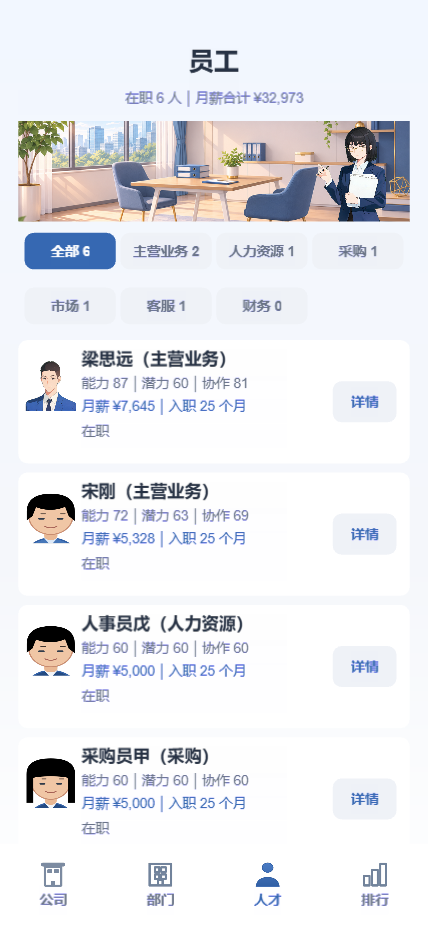 员工
在职 6 人 | 月薪合计 ¥32,973
全部 6
主营业务 2
人力资源 1
采购 1
市场 1
客服 1
财务 0
梁思远（主营业务）
能力 87 | 潜力 60 | 协作 81
月薪 ¥7,645 | 入职 25 个月
在职
详情
宋刚（主营业务）
能力 72 | 潜力 63 | 协作 69
月薪 ¥5,328 | 入职 25 个月
在职
详情
人事员戊（人力资源）
能力 60 | 潜力 60 | 协作 60
月薪 ¥5,000 | 入职 25 个月
在职
详情
采购员甲（采购）
能力 60 | 潜力 60 | 协作 60
月薪 ¥5,000 | 入职 25 个月
在职
详情
公司
部门
人才
排行